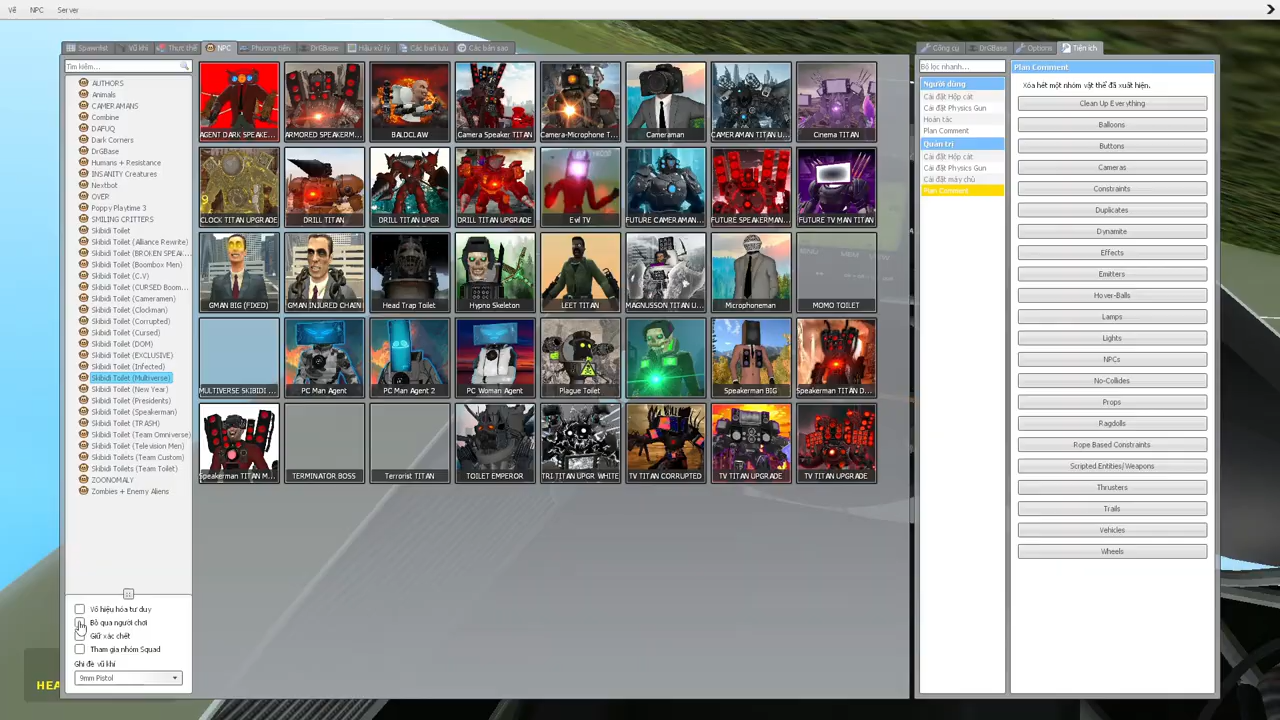 Vẽ NPC Server
Spawnlist Vũ khí Thực thể NPC Phương tiện DrGBase Hậu xử lý Các bản lưu Các bản sao
Tìm kiếm...
AUTHORS
Animals
CAMERAMANS
Combine
DAFUQ
Dark Corners
DrGBase
Humans + Resistance
INSANITY Creatures
Nextbot
OVER
Poppy Playtime 3
SMILING CRITTERS
Skibidi Toilet
Skibidi Toilet (Alliance Rewrite)
Skibidi Toilet (BROKEN SPEAK...
Skibidi Toilet (Boombox Men)
Skibidi Toilet (C.V)
Skibidi Toilet (CURSED Boom...
Skibidi Toilet (Cameramen)
Skibidi Toilet (Clockman)
Skibidi Toilet (Corrupted)
Skibidi Toilet (Cursed)
Skibidi Toilet (DOM)
Skibidi Toilet (EXCLUSIVE)
Skibidi Toilet (Infected)
Skibidi Toilet (Multiverse)
Skibidi Toilet (New Year)
Skibidi Toilet (Presidents)
Skibidi Toilet (Speakerman)
Skibidi Toilet (TRASH)
Skibidi Toilet (Team Omniverse)
Skibidi Toilet (Television Men)
Skibidi Toilets (Team Custom)
Skibidi Toilets (Team Toilet)
ZOONOMALY
Zombies + Enemy Aliens
Vô hiệu hóa tư duy
Bỏ qua người chơi
Giữ xác chết
Tham gia nhóm Squad
Ghi đè vũ khí
9mm Pistol
HEA
AGENT DARK SPEAKE... ARMORED SPEAKERM... BALDCLAW Camera Speaker TITAN Camera-Microphone T... Cameraman CAMERAMAN TITAN U... Cinema TITAN
9
CLOCK TITAN UPGRADE DRILL TITAN DRILL TITAN UPGR DRILL TITAN UPGRADE Evil TV FUTURE CAMERAMAN... FUTURE SPEAKERMAN... FUTURE TV MAN TITAN
GMAN BIG (FIXED) GMAN INJURED CHAIN Head Trap Toilet Hypno Skeleton LEET TITAN MAGNUSSON TITAN U... Microphoneman MOMO TOILET
MULTIVERSE SKIBIDI ... PC Man Agent PC Man Agent 2 PC Woman Agent Plague Toilet Speakerman BIG Speakerman TITAN D...
Speakerman TITAN M... TERMINATOR BOSS Terrorist TITAN TOILET EMPEROR TRI TITAN UPGR WHITE TV TITAN CORRUPTED TV TITAN UPGRADE TV TITAN UPGRADE
Công cụ DrGBase Options Tiện ích
Bộ lọc nhanh...
Người dùng
Cài đặt Hộp cát
Cài đặt Physics Gun
Hoàn tác
Plan Comment
Quản trị
Cài đặt Hộp cát
Cài đặt Physics Gun
Cài đặt máy chủ
Plan Comment
Plan Comment
Xóa hết một nhóm vật thể đã xuất hiện.
Clean Up Everything
Balloons
Buttons
Cameras
Constraints
Duplicates
Dynamite
Effects
Emitters
Hover-Balls
Lamps
Lights
NPCs
No-Collides
Props
Ragdolls
Rope Based Constraints
Scripted Entities/Weapons
Thrusters
Trails
Vehicles
Wheels